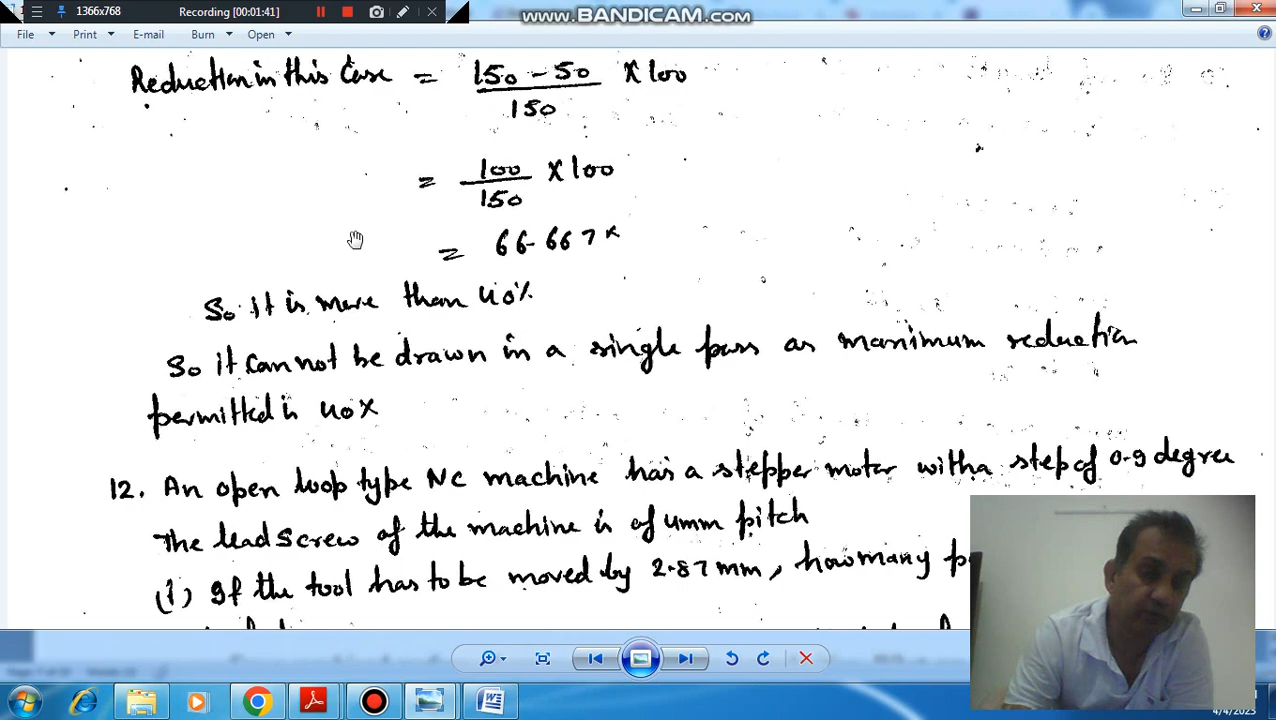 1366x768
Recording [00:01:41]
www.BANDICAM.com
File Print E-mail Burn Open
Reduction in this Case = 150 - 50 / 150 X 100
= 100 / 150 X 100
= 66.667%
So it is more than 40%
So it cannot be drawn in a single pass as maximum reduction
permitted is 40%
12. An open loop type NC machine has a stepper motor with a step of 0.9 degree
The lead screw of the machine is of 4mm pitch
(i) If the tool has to be moved by 2.87 mm, how many
4/4/2023